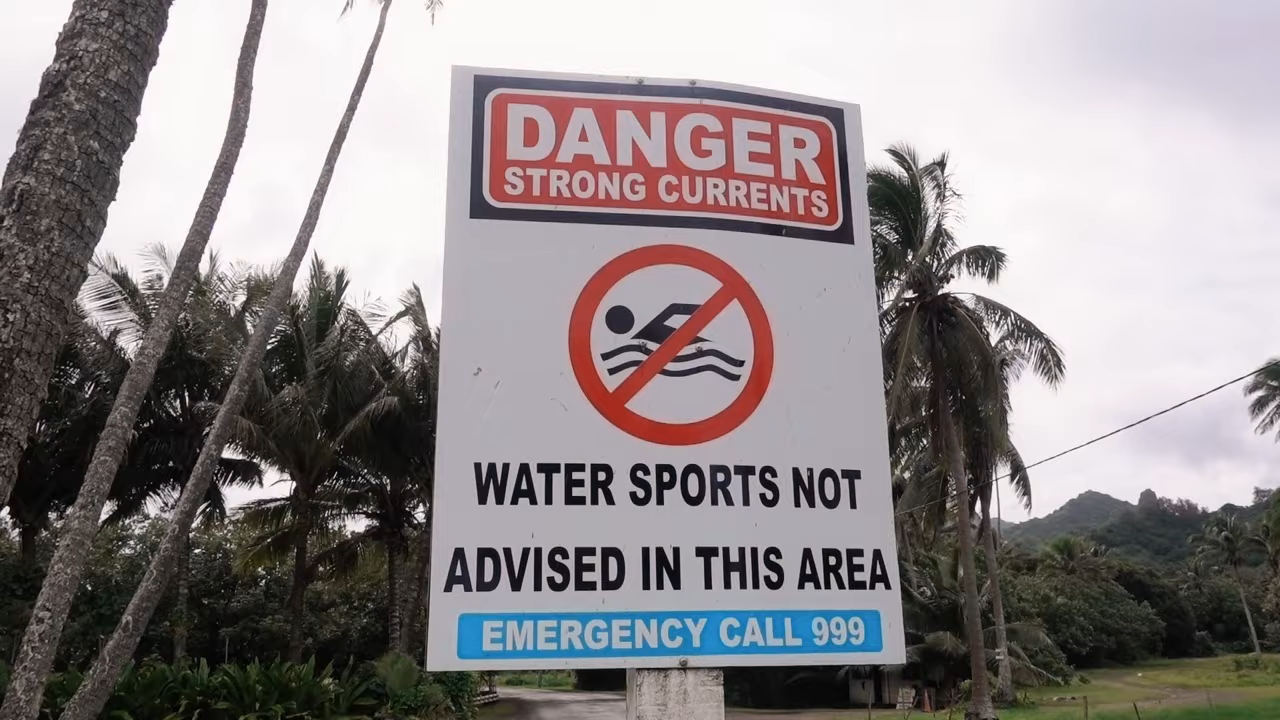 DANGER
STRONG CURRENTS
WATER SPORTS NOT
ADVISED IN THIS AREA
EMERGENCY CALL 999